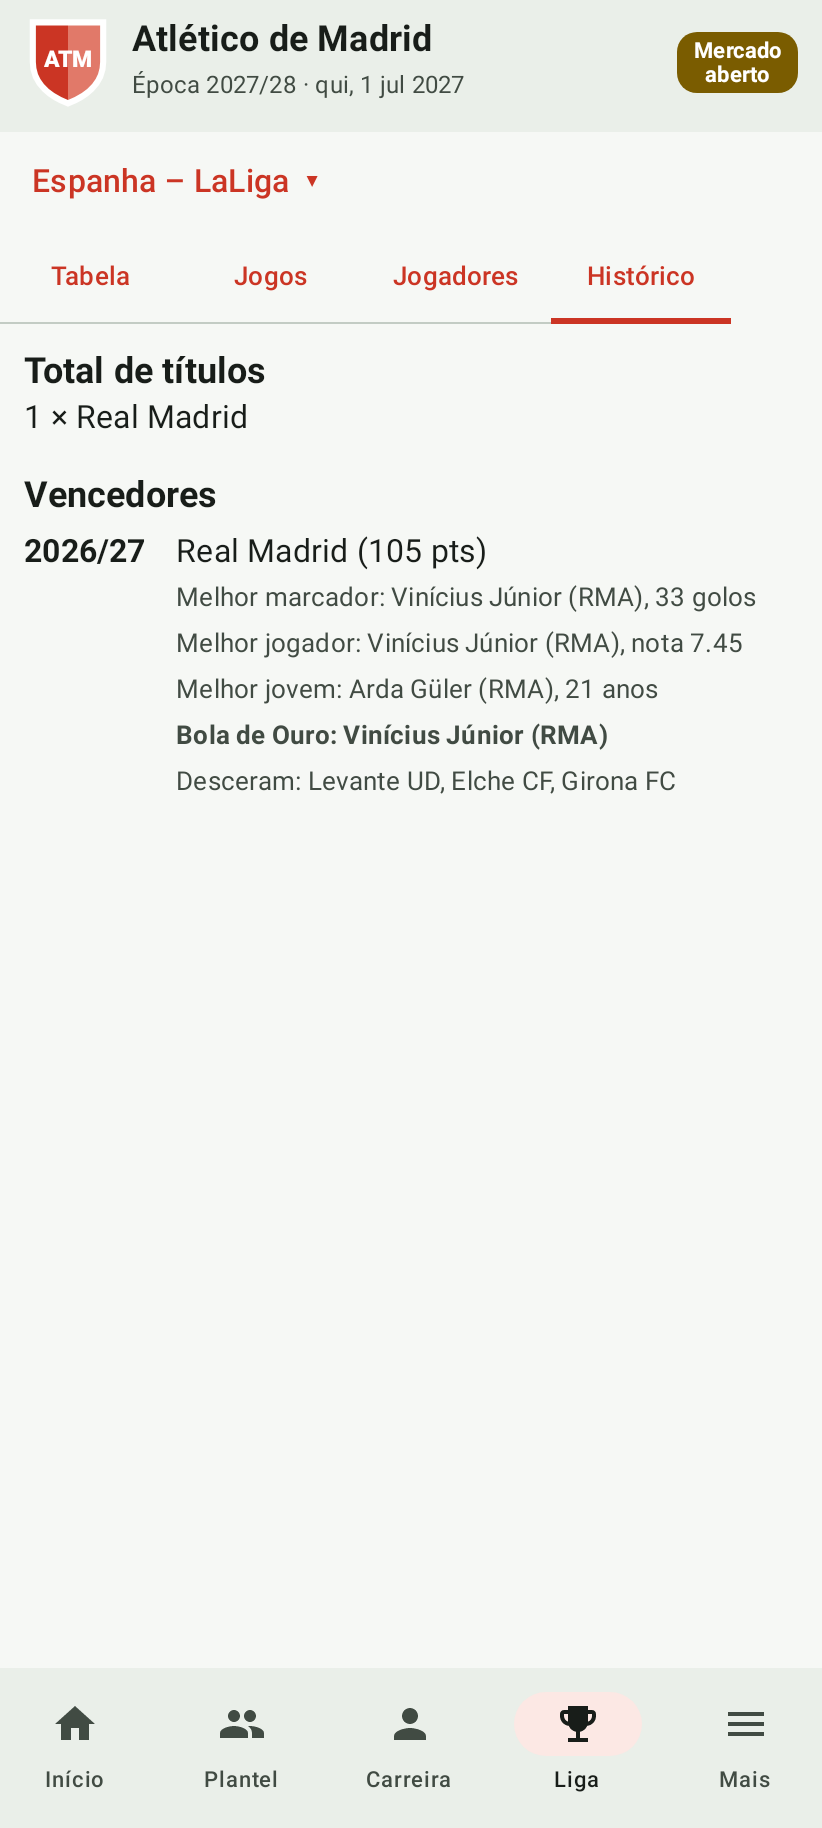 ATM
Atlético de Madrid
Época 2027/28 · qui, 1 jul 2027
Mercado
aberto
Espanha – LaLiga ▼
Tabela
Jogos
Jogadores
Histórico
Total de títulos
1 × Real Madrid
Vencedores
2026/27 Real Madrid (105 pts)
Melhor marcador: Vinícius Júnior (RMA), 33 golos
Melhor jogador: Vinícius Júnior (RMA), nota 7.45
Melhor jovem: Arda Güler (RMA), 21 anos
Bola de Ouro: Vinícius Júnior (RMA)
Desceram: Levante UD, Elche CF, Girona FC
Início
Plantel
Carreira
Liga
Mais